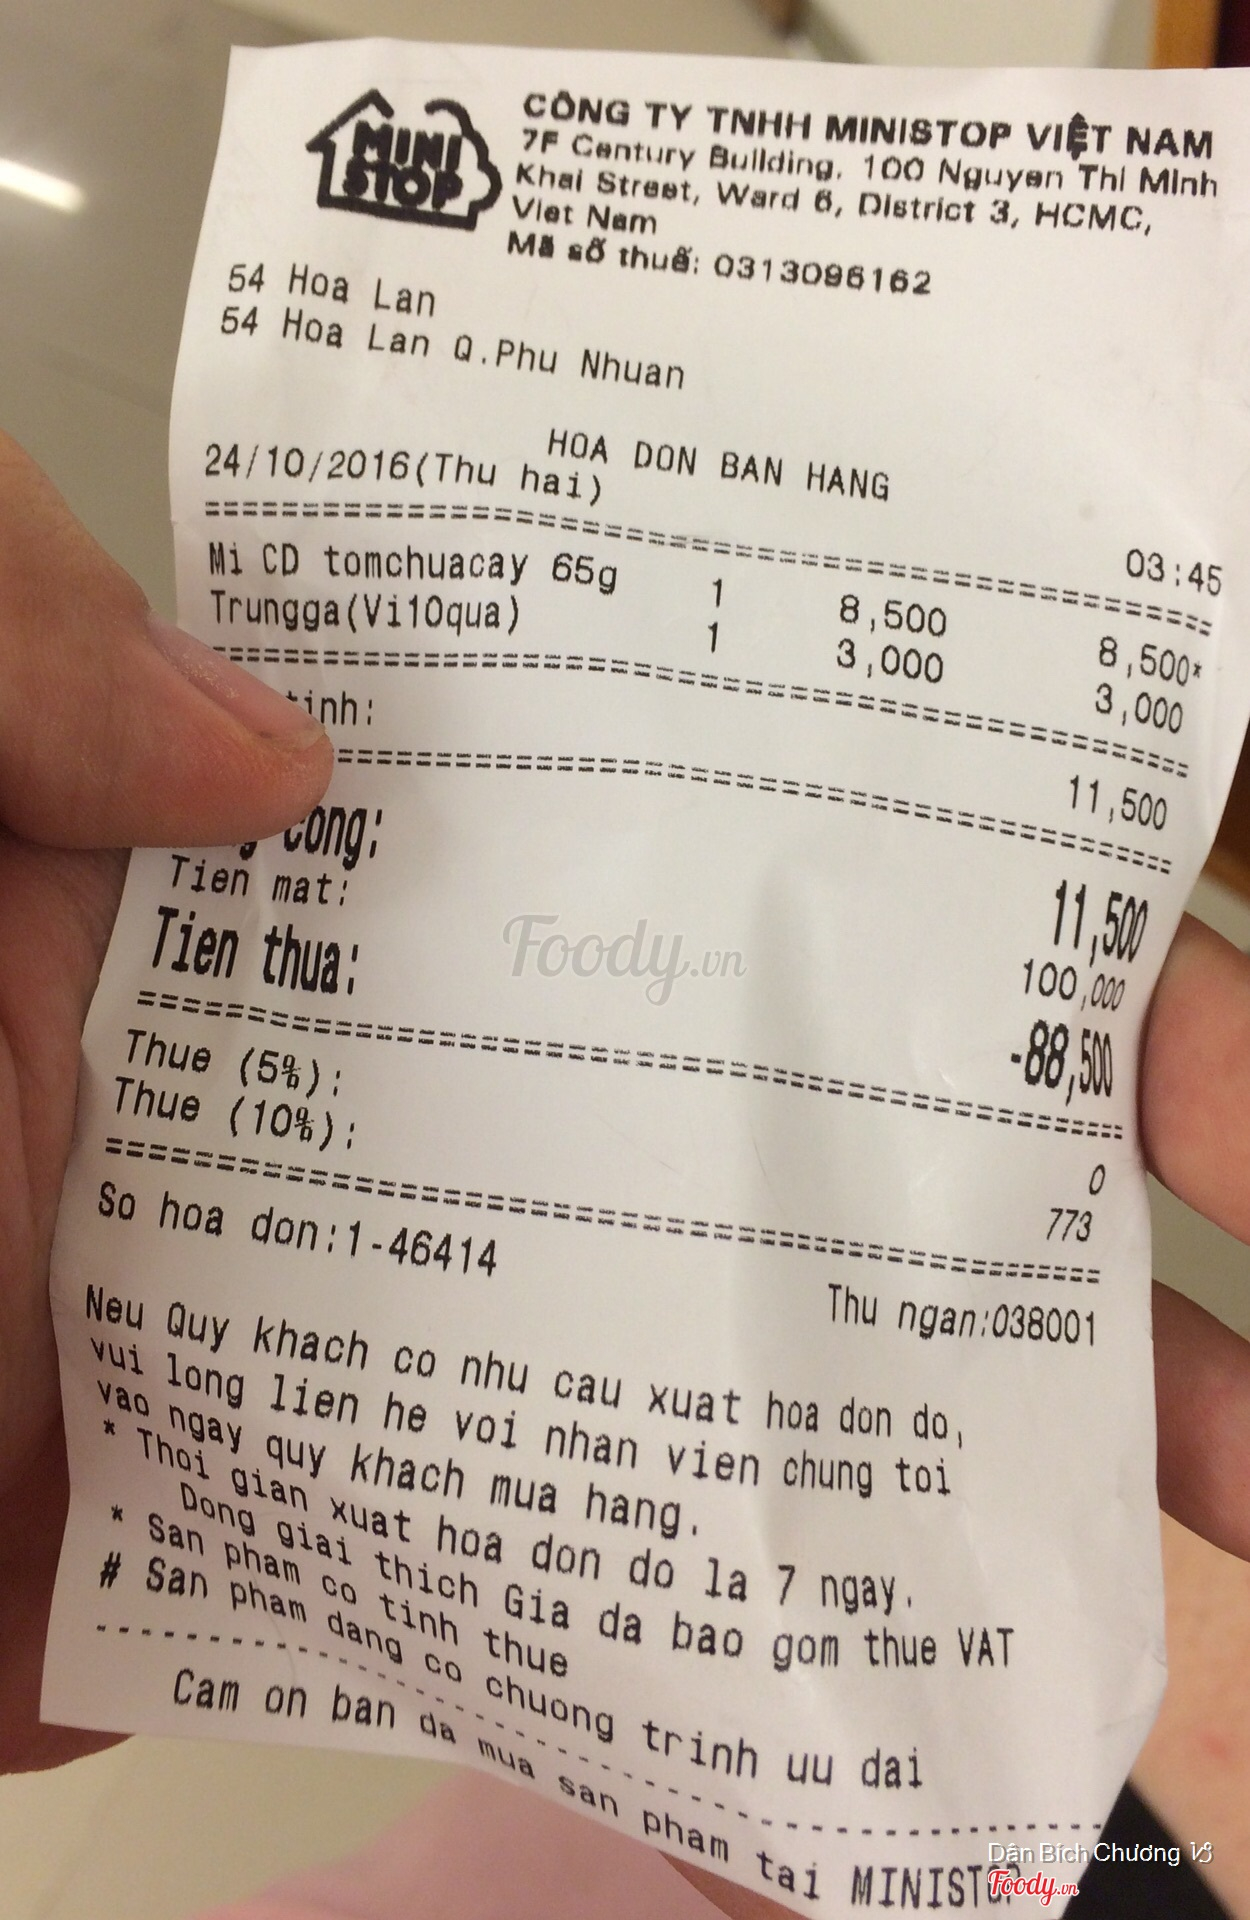 MINI
STOP
CÔNG TY TNHH MINISTOP VIỆT NAM
7F Century Building, 100 Nguyen Thi Minh
Khai Street, Ward 6, District 3, HCMC,
Viet Nam
Mã số thuế: 0313096162
54 Hoa Lan
54 Hoa Lan Q.Phu Nhuan
HOA DON BAN HANG
24/10/2016(Thu hai) 03:45
Mi CD tomchuacay 65g 1 8,500 8,500*
Trungga(Vi10qua) 1 3,000 3,000
tinh: 11,500
cong: 11,500
Tien mat: 100,000
Tien thua: -88,500
Thue (5%): 0
Thue (10%): 773
So hoa don:1-46414 Thu ngan:038001
Neu Quy khach co nhu cau xuat hoa don do,
vui long lien he voi nhan vien chung toi
vao ngay quy khach mua hang.
* Thoi gian xuat hoa don do la 7 ngay.
Dong giai thich Gia da bao gom thue VAT
* San pham co tinh thue
# San pham dang co chuong trinh uu dai
Cam on ban da mua san pham tai MINISTOP
Foody.vn
Dân Bích Chương
Foody.vn